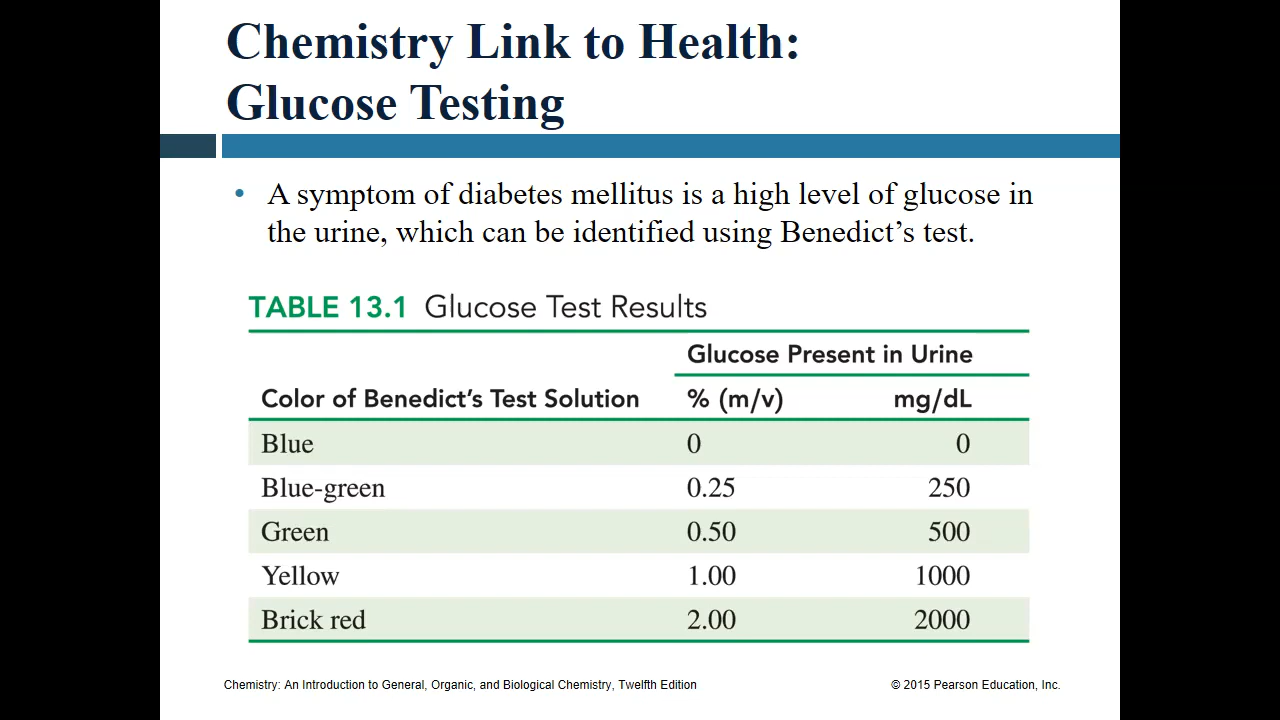 Chemistry Link to Health:
Glucose Testing
• A symptom of diabetes mellitus is a high level of glucose in
the urine, which can be identified using Benedict’s test.
TABLE 13.1 Glucose Test Results
Glucose Present in Urine
Color of Benedict’s Test Solution % (m/v) mg/dL
Blue 0 0
Blue-green 0.25 250
Green 0.50 500
Yellow 1.00 1000
Brick red 2.00 2000
Chemistry: An Introduction to General, Organic, and Biological Chemistry, Twelfth Edition © 2015 Pearson Education, Inc.